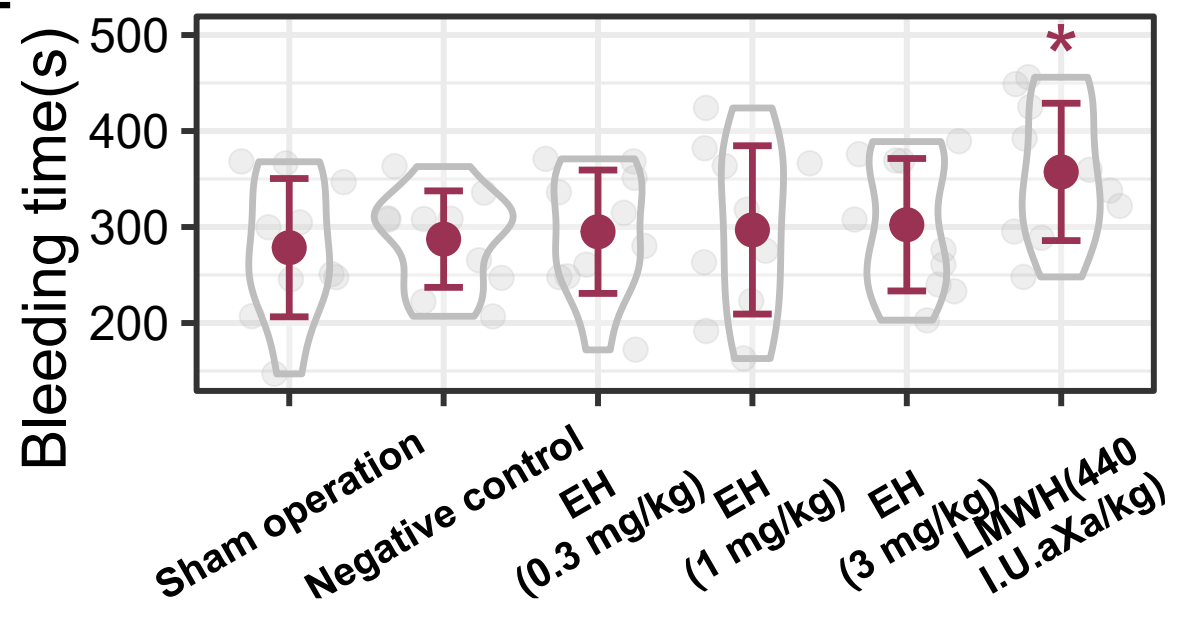 Bleeding time(s)
500
400
300
200
*
Sham operation
Negative control
EH
(0.3 mg/kg)
EH
(1 mg/kg)
EH
(3 mg/kg)
LMWH(440
I.U.aXa/kg)